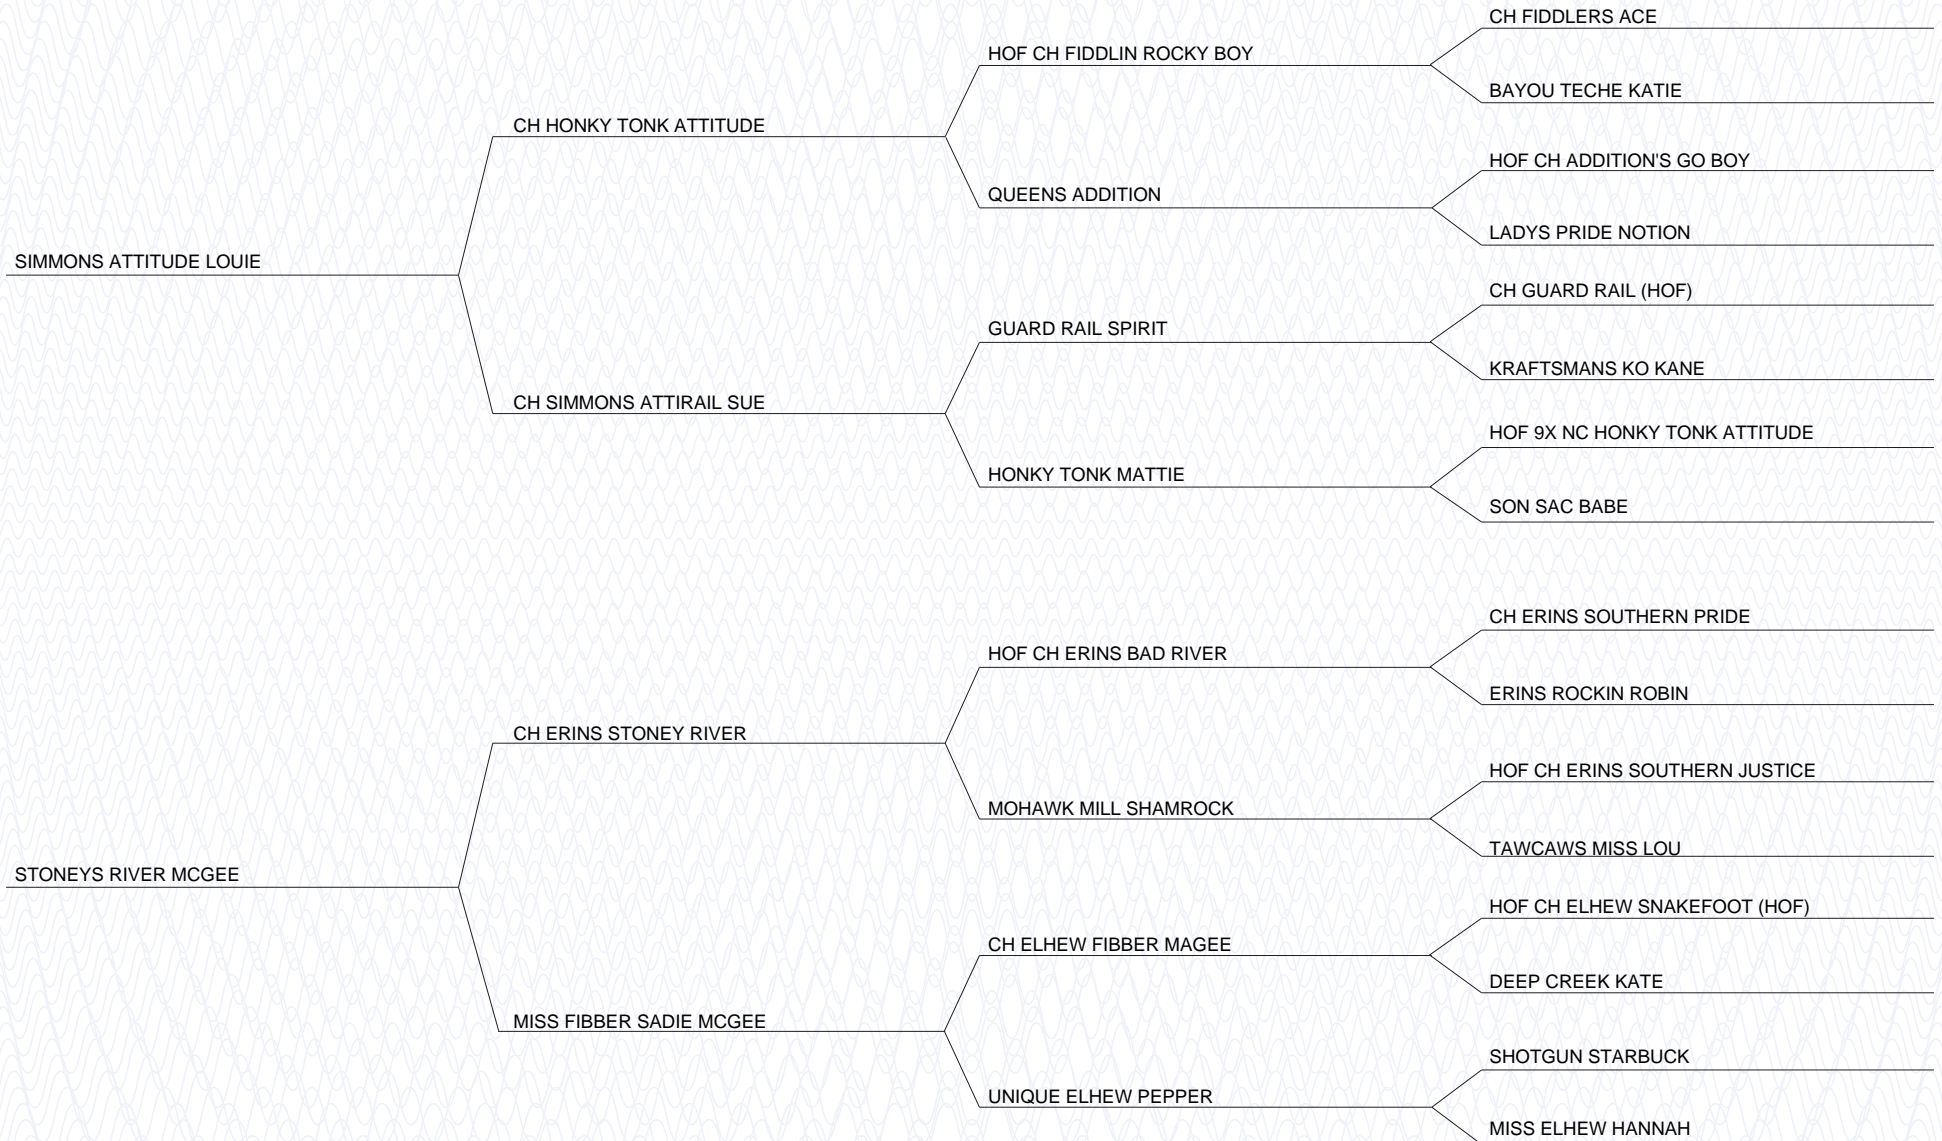 CH FIDDLERS ACE
HOF CH FIDDLIN ROCKY BOY
BAYOU TECHE KATIE
CH HONKY TONK ATTITUDE
HOF CH ADDITION'S GO BOY
QUEENS ADDITION
LADYS PRIDE NOTION
SIMMONS ATTITUDE LOUIE
CH GUARD RAIL (HOF)
GUARD RAIL SPIRIT
KRAFTSMANS KO KANE
CH SIMMONS ATTIRAIL SUE
HOF 9X NC HONKY TONK ATTITUDE
HONKY TONK MATTIE
SON SAC BABE
CH ERINS SOUTHERN PRIDE
HOF CH ERINS BAD RIVER
ERINS ROCKIN ROBIN
CH ERINS STONEY RIVER
HOF CH ERINS SOUTHERN JUSTICE
MOHAWK MILL SHAMROCK
TAWCAWS MISS LOU
STONEYS RIVER MCGEE
HOF CH ELHEW SNAKEFOOT (HOF)
CH ELHEW FIBBER MAGEE
DEEP CREEK KATE
MISS FIBBER SADIE MCGEE
SHOTGUN STARBUCK
UNIQUE ELHEW PEPPER
MISS ELHEW HANNAH